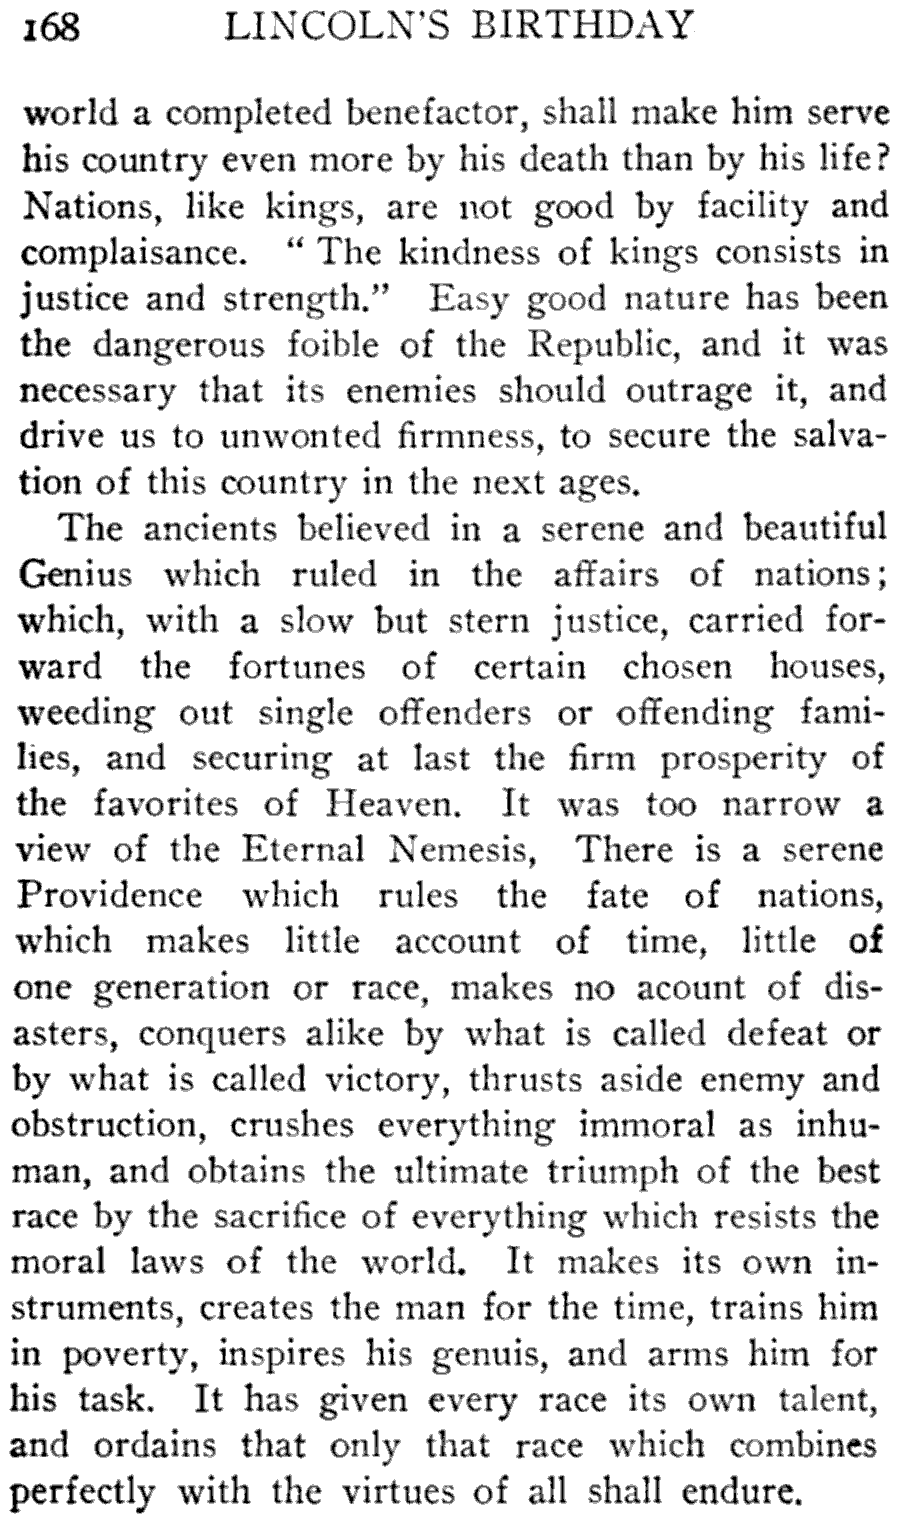 168 LINCOLN'S BIRTHDAY
world a completed benefactor, shall make him serve
his country even more by his death than by his life?
Nations, like kings, are not good by facility and
complaisance. “ The kindness of kings consists in
justice and strength.” Easy good nature has been
the dangerous foible of the Republic, and it was
necessary that its enemies should outrage it, and
drive us to unwonted firmness, to secure the salva-
tion of this country in the next ages.
The ancients believed in a serene and beautiful
Genius which ruled in the affairs of nations;
which, with a slow but stern justice, carried for-
ward the fortunes of certain chosen houses,
weeding out single offenders or offending fami-
lies, and securing at last the firm prosperity of
the favorites of Heaven. It was too narrow a
view of the Eternal Nemesis, There is a serene
Providence which rules the fate of nations,
which makes little account of time, little of
one generation or race, makes no acount of dis-
asters, conquers alike by what is called defeat or
by what is called victory, thrusts aside enemy and
obstruction, crushes everything immoral as inhu-
man, and obtains the ultimate triumph of the best
race by the sacrifice of everything which resists the
moral laws of the world. It makes its own in-
struments, creates the man for the time, trains him
in poverty, inspires his genuis, and arms him for
his task. It has given every race its own talent,
and ordains that only that race which combines
perfectly with the virtues of all shall endure.